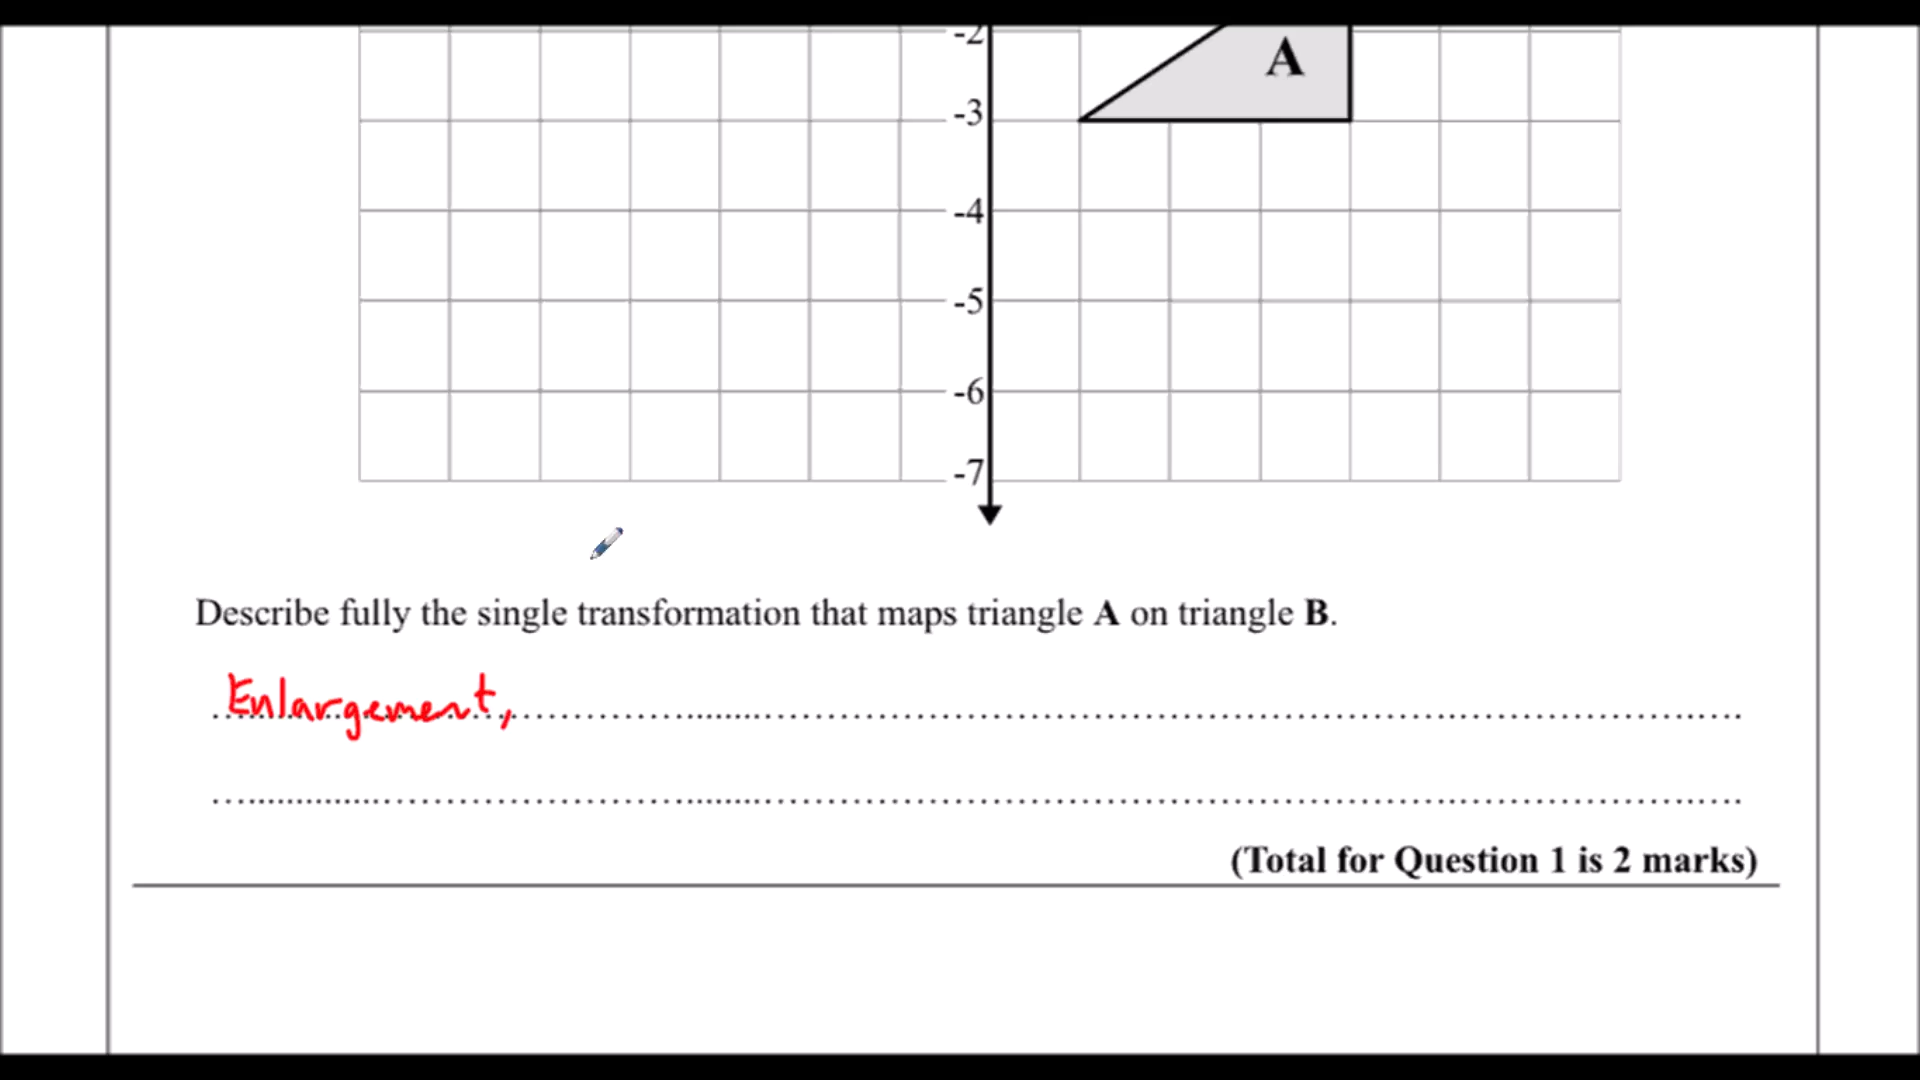 -2
A
-3
-4
-5
-6
-7
Describe fully the single transformation that maps triangle A on triangle B.
Enlargement,
(Total for Question 1 is 2 marks)